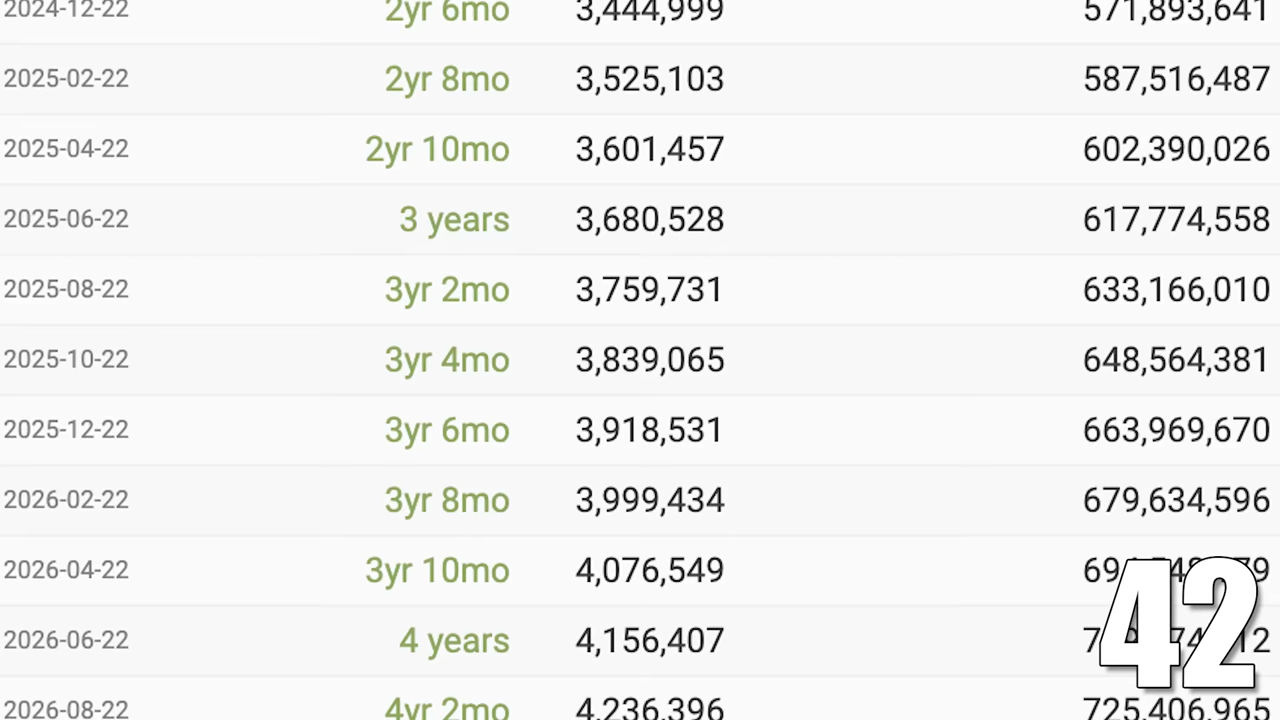 2024-12-22 2yr 6mo 3,444,999 571,893,641
2025-02-22 2yr 8mo 3,525,103 587,516,487
2025-04-22 2yr 10mo 3,601,457 602,390,026
2025-06-22 3 years 3,680,528 617,774,558
2025-08-22 3yr 2mo 3,759,731 633,166,010
2025-10-22 3yr 4mo 3,839,065 648,564,381
2025-12-22 3yr 6mo 3,918,531 663,969,670
2026-02-22 3yr 8mo 3,999,434 679,634,596
2026-04-22 3yr 10mo 4,076,549
2026-06-22 4 years 4,156,407
42
2026-08-22 4yr 2mo 4,236,396 725,406,965